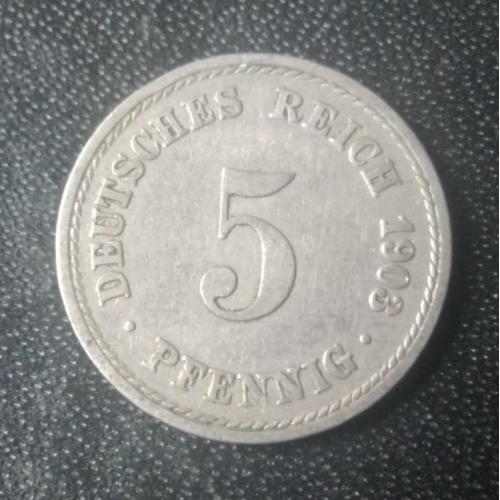 DEUTSCHES REICH 1903
5
· PFENNIG ·